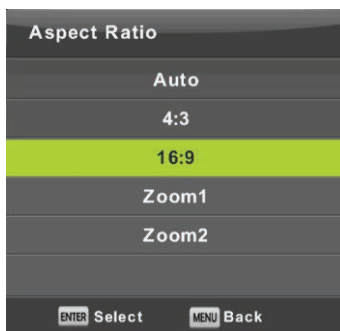 Aspect Ratio
Auto
4:3
16:9
Zoom1
Zoom2
ENTER Select MENU Back